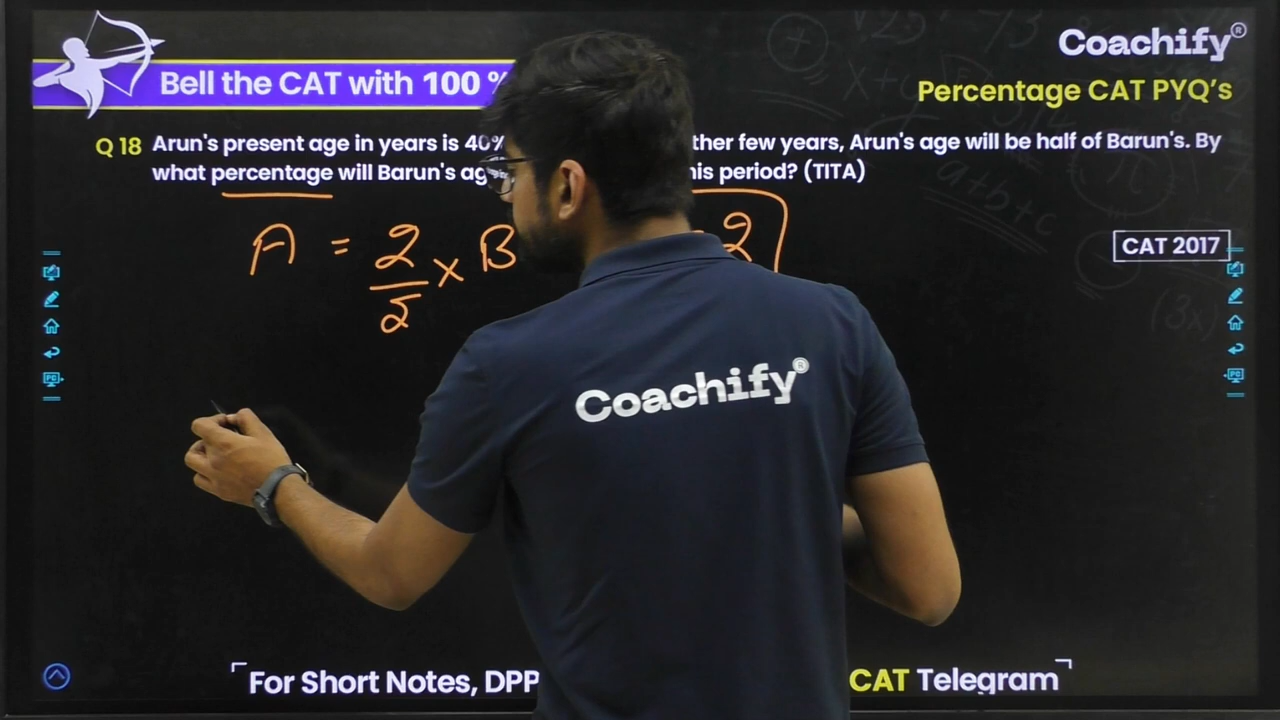 Coachify®
Bell the CAT with 100 %
Percentage CAT PYQ's
Q 18 Arun's present age in years is 40% ther few years, Arun's age will be half of Barun's. By
what percentage will Barun's ag his period? (TITA)
A = 2/5 × B 2
CAT 2017
Coachify®
For Short Notes, DPP CAT Telegram